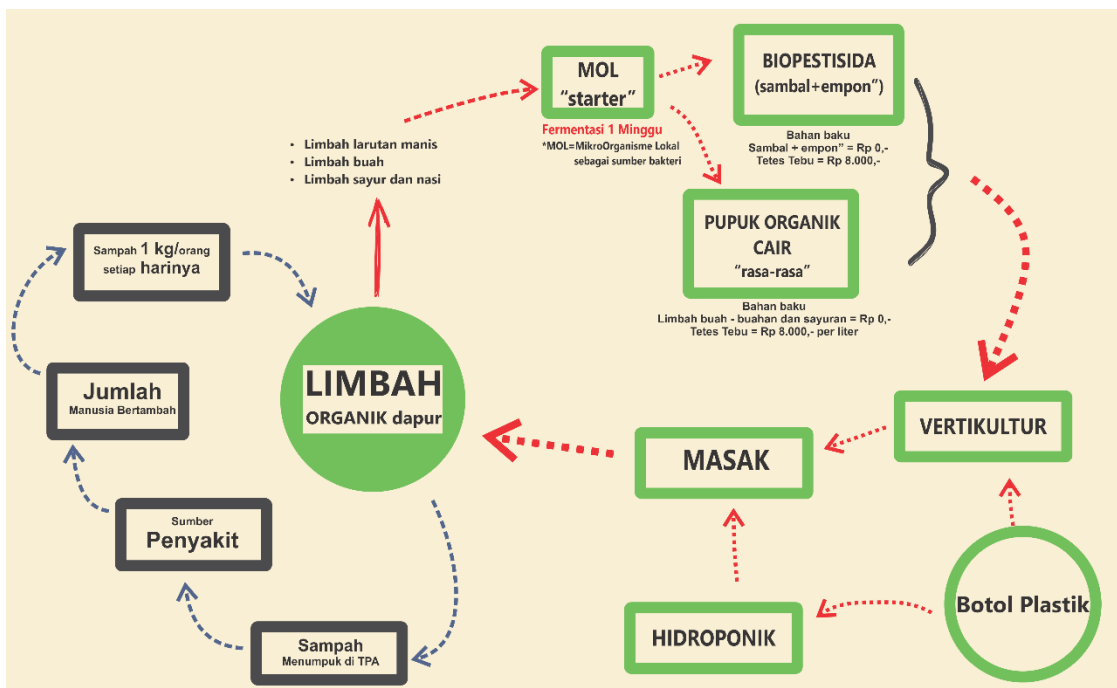 MOL
“starter”
Fermentasi 1 Minggu
*MOL=MikroOrganisme Lokal
sebagai sumber bakteri
BIOPESTISIDA
(sambal+empon”)
Bahan baku
Sambal + empon” = Rp 0,-
Tetes Tebu = Rp 8.000,-
• Limbah larutan manis
• Limbah buah
• Limbah sayur dan nasi
PUPUK ORGANIK
CAIR
“rasa-rasa”
Bahan baku
Limbah buah - buahan dan sayuran = Rp 0,-
Tetes Tebu = Rp 8.000,- per liter
Sampah 1 kg/orang
setiap harinya
LIMBAH
ORGANIK dapur
Jumlah
Manusia Bertambah
VERTIKULTUR
MASAK
Sumber
Penyakit
Botol Plastik
HIDROPONIK
Sampah
Menumpuk di TPA